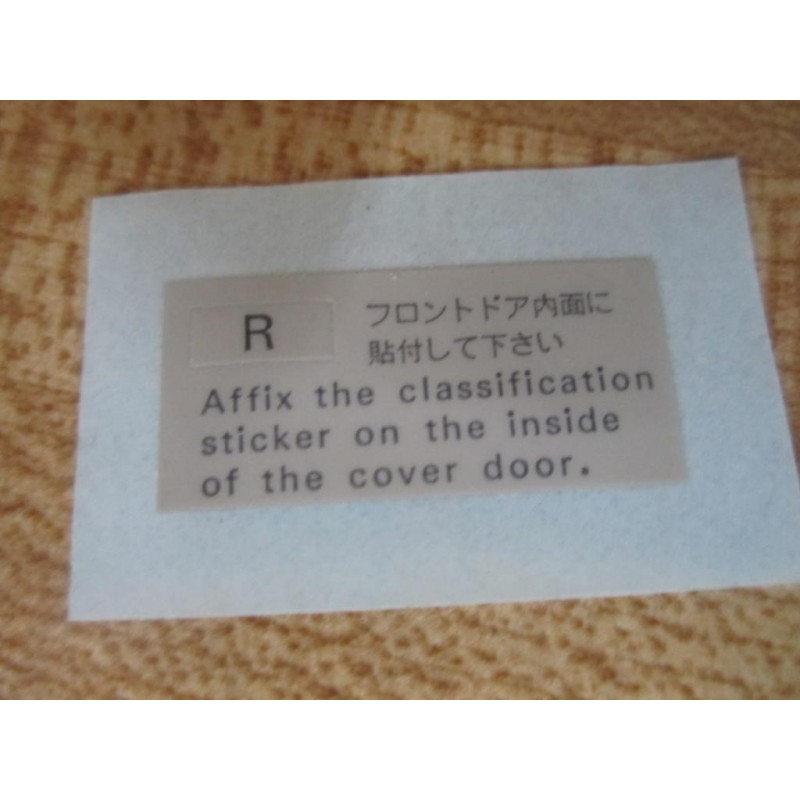 R
フロントドア内面に
貼付して下さい
Affix the classification
sticker on the inside
of the cover door.